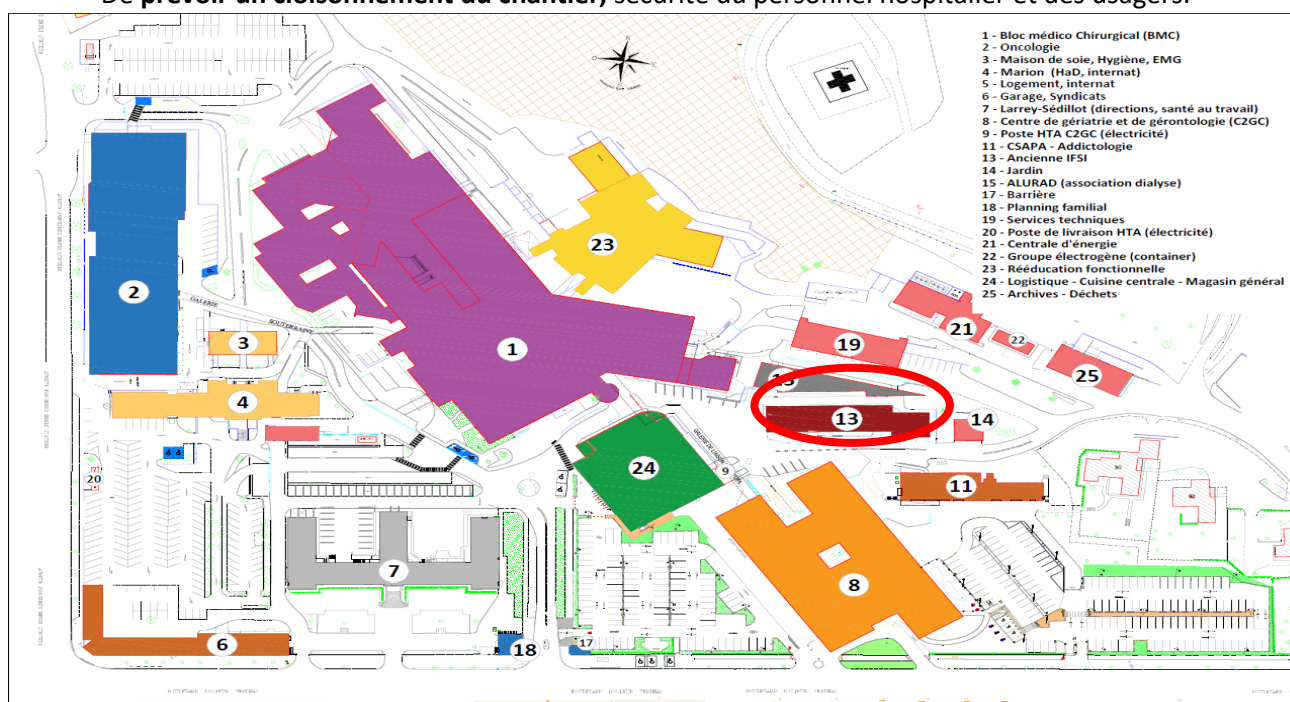 De prévoir un cloisonnement du chantier, sécurité du personnel hospitalier et des usagers.
1 - Bloc médico Chirurgical (BMC)
2 - Oncologie
3 - Maison de soie, Hygiène, EMG
4 - Marion (HaD, internat)
5 - Logement, internat
6 - Garage, Syndicats
7 - Larrey-Sédillot (directions, santé au travail)
8 - Centre de gériatrie et de gérontologie (C2GC)
9 - Poste HTA C2GC (électricité)
11 - CSAPA - Addictologie
13 - Ancienne IFSI
14 - Jardin
15 - ALURAD (association dialyse)
17 - Barrière
18 - Planning familial
19 - Services techniques
20 - Poste de livraison HTA (électricité)
21 - Centrale d'énergie
22 - Groupe électrogène (container)
23 - Rééducation fonctionnelle
24 - Logistique - Cuisine centrale - Magasin général
25 - Archives - Déchets
23
2
GALERIE
SOUTERRAINE
3
1
19
21
22
25
15
4
13
14
24
GALERIE DE LIAISON
9
20
11
7
8
6
18
17